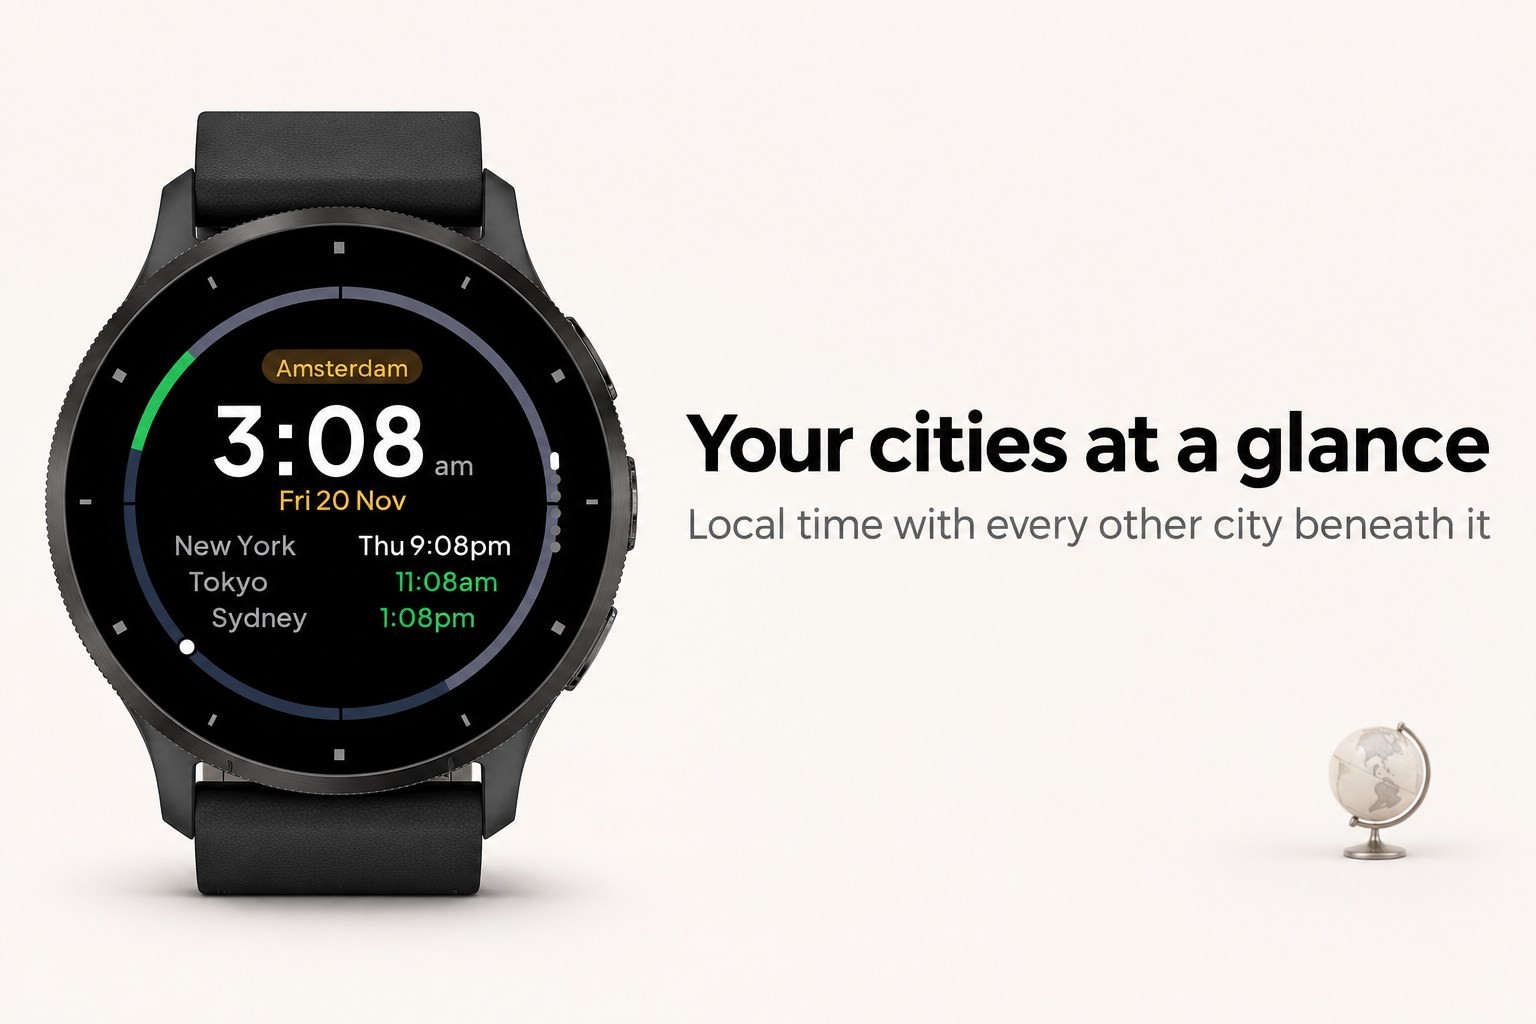 Amsterdam
3:08 am
Fri 20 Nov
New York Thu 9:08pm
Tokyo 11:08am
Sydney 1:08pm
Your cities at a glance
Local time with every other city beneath it